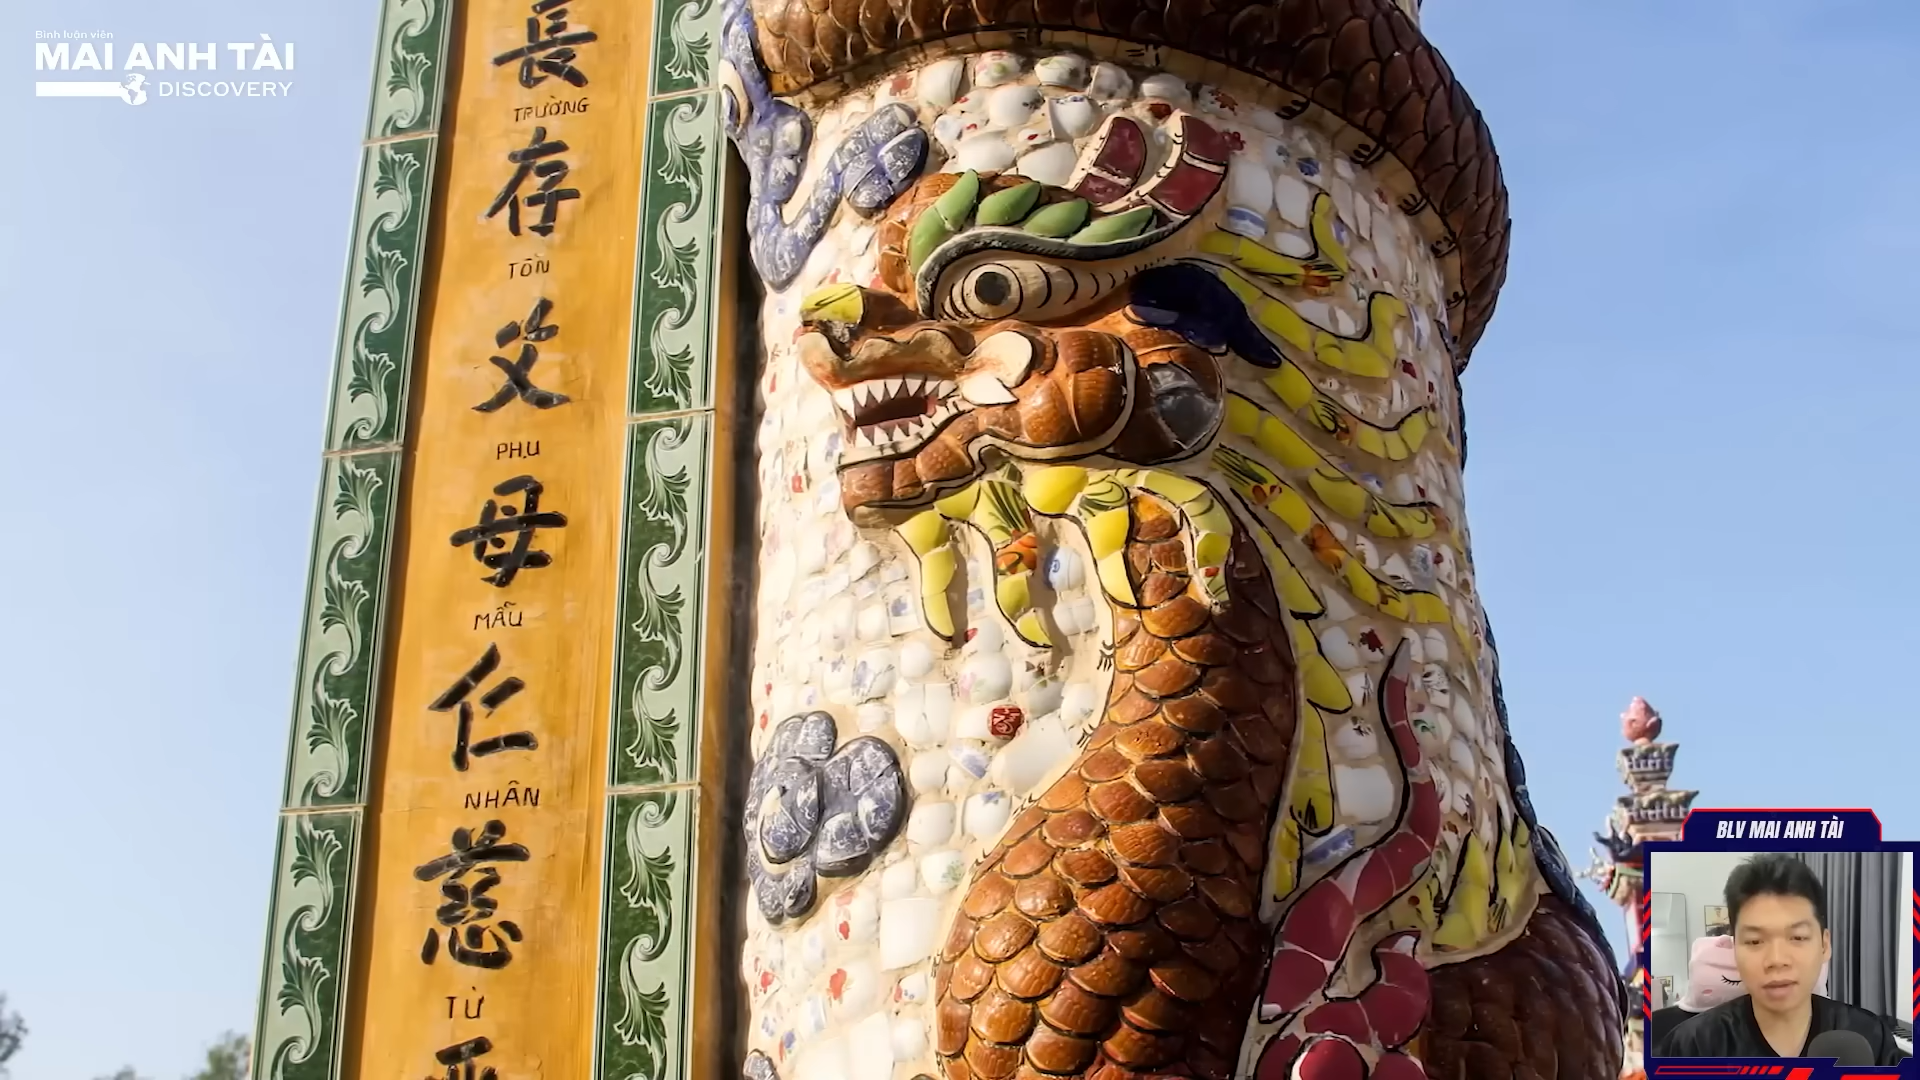 Bình luận viên
MAI ANH TÀI
DISCOVERY
長
TRƯỜNG
存
TỒN
父
PHỤ
母
MẪU
仁
NHÂN
慈
TỪ
BLV MAI ANH TÀI